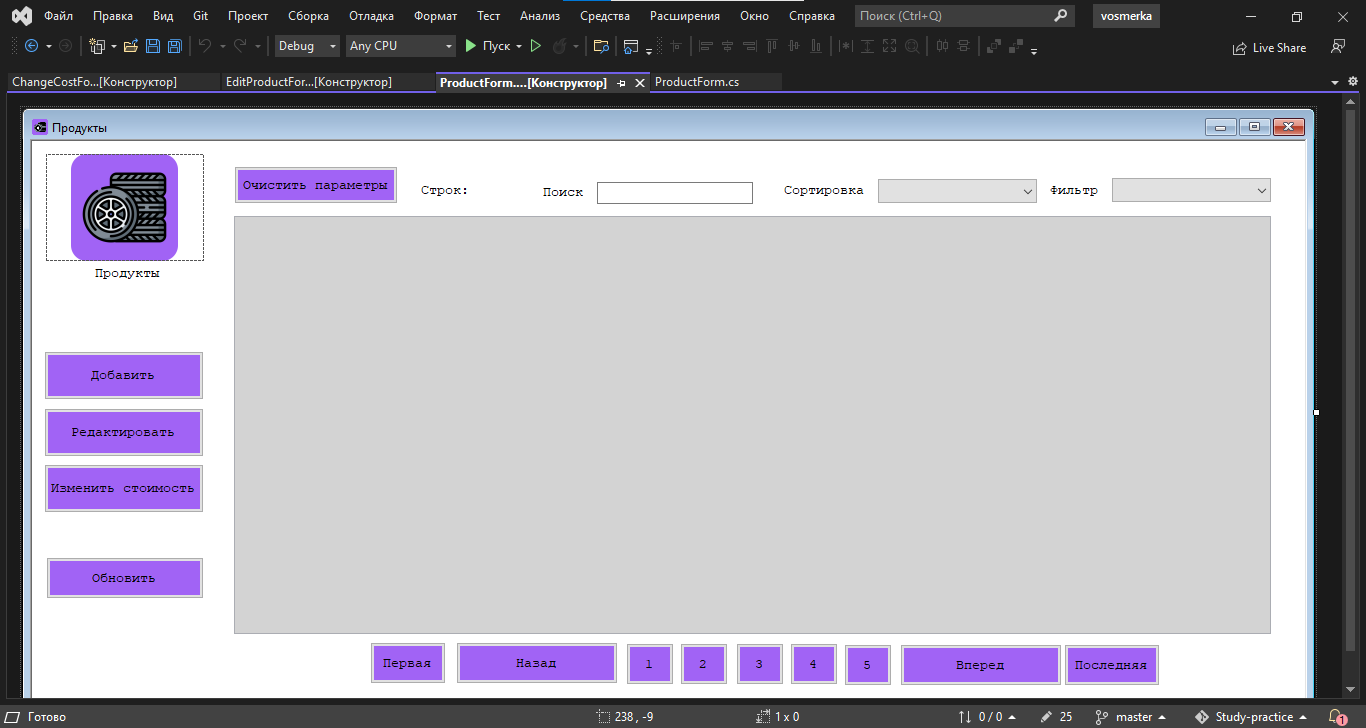 Файл Правка Вид Git Проект Сборка Отладка Формат Тест Анализ Средства Расширения Окно Справка Поиск (Ctrl+Q) vosmerka
Debug Any CPU Пуск Live Share
ChangeCostFo...[Конструктор] EditProductFor...[Конструктор] ProductForm....[Конструктор] ProductForm.cs
Продукты
Очистить параметры Строк: Поиск Сортировка Фильтр
Продукты
Добавить
Редактировать
Изменить стоимость
Обновить
Первая Назад 1 2 3 4 5 Вперед Последняя
Готово 238 , -9 1 x 0 0 / 0 25 master Study-practice 1